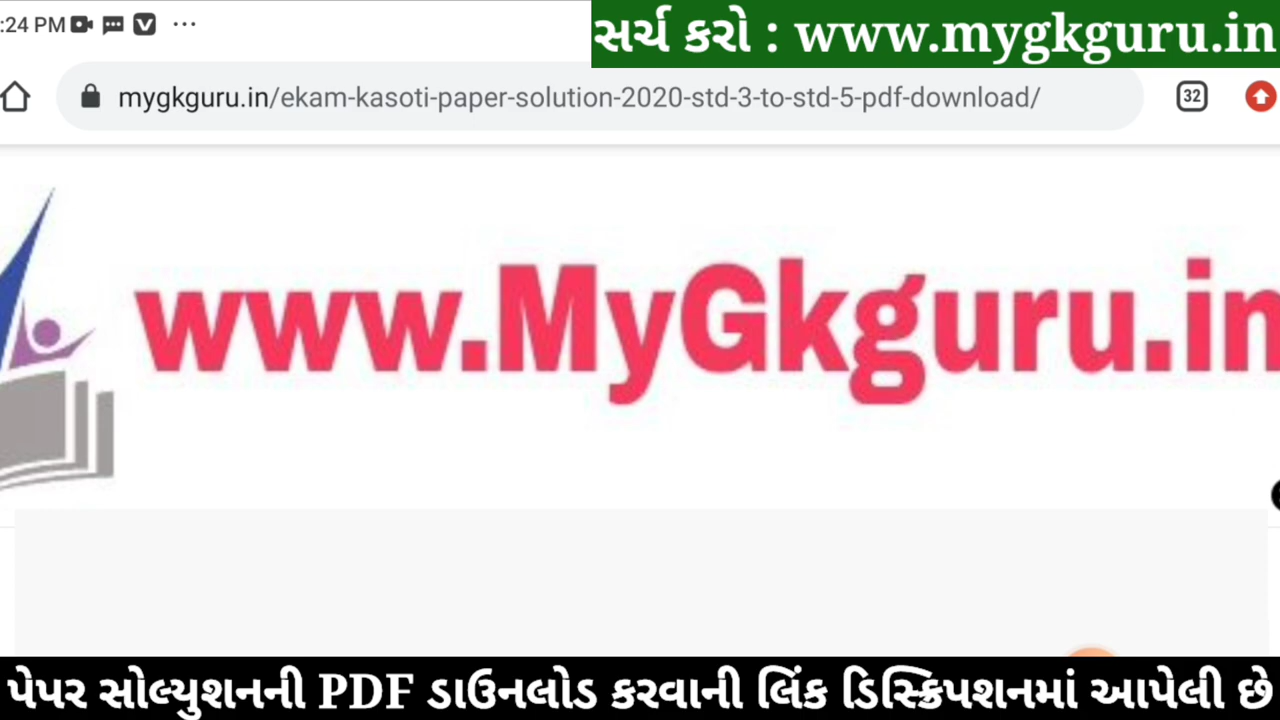 :24 PM
સર્ચ કરો : www.mygkguru.in
mygkguru.in/ekam-kasoti-paper-solution-2020-std-3-to-std-5-pdf-download/
32
www.MyGkguru.in
પેપર સોલ્યુશનની PDF ડાઉનલોડ કરવાની લિંક ડિસ્ક્રિપશનમાં આપેલી છે